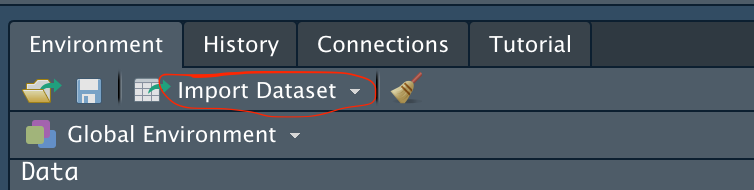 Environment History Connections Tutorial
Import Dataset
Global Environment
Data